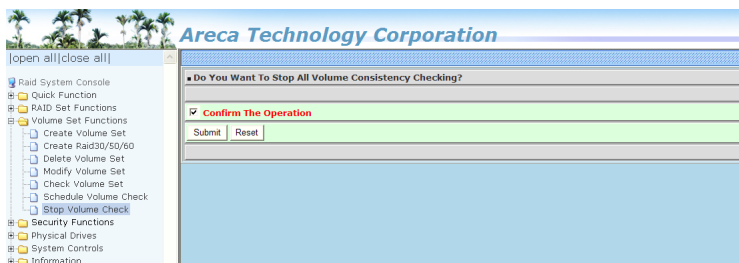 Areca Technology Corporation
|open all|close all|
Raid System Console
Quick Function
RAID Set Functions
Volume Set Functions
Create Volume Set
Create Raid30/50/60
Delete Volume Set
Modify Volume Set
Check Volume Set
Schedule Volume Check
Stop Volume Check
Security Functions
Physical Drives
System Controls
Information
Do You Want To Stop All Volume Consistency Checking?
Confirm The Operation
Submit Reset